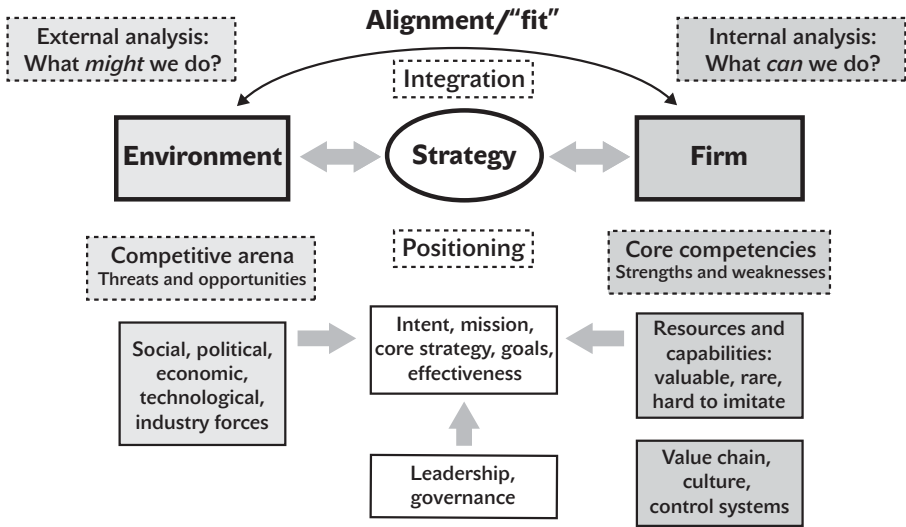 Alignment/“fit”
External analysis:
What might we do?
Internal analysis:
What can we do?
Integration
Environment
Strategy
Firm
Competitive arena
Threats and opportunities
Positioning
Core competencies
Strengths and weaknesses
Social, political,
economic,
technological,
industry forces
Intent, mission,
core strategy, goals,
effectiveness
Resources and
capabilities:
valuable, rare,
hard to imitate
Leadership,
governance
Value chain,
culture,
control systems